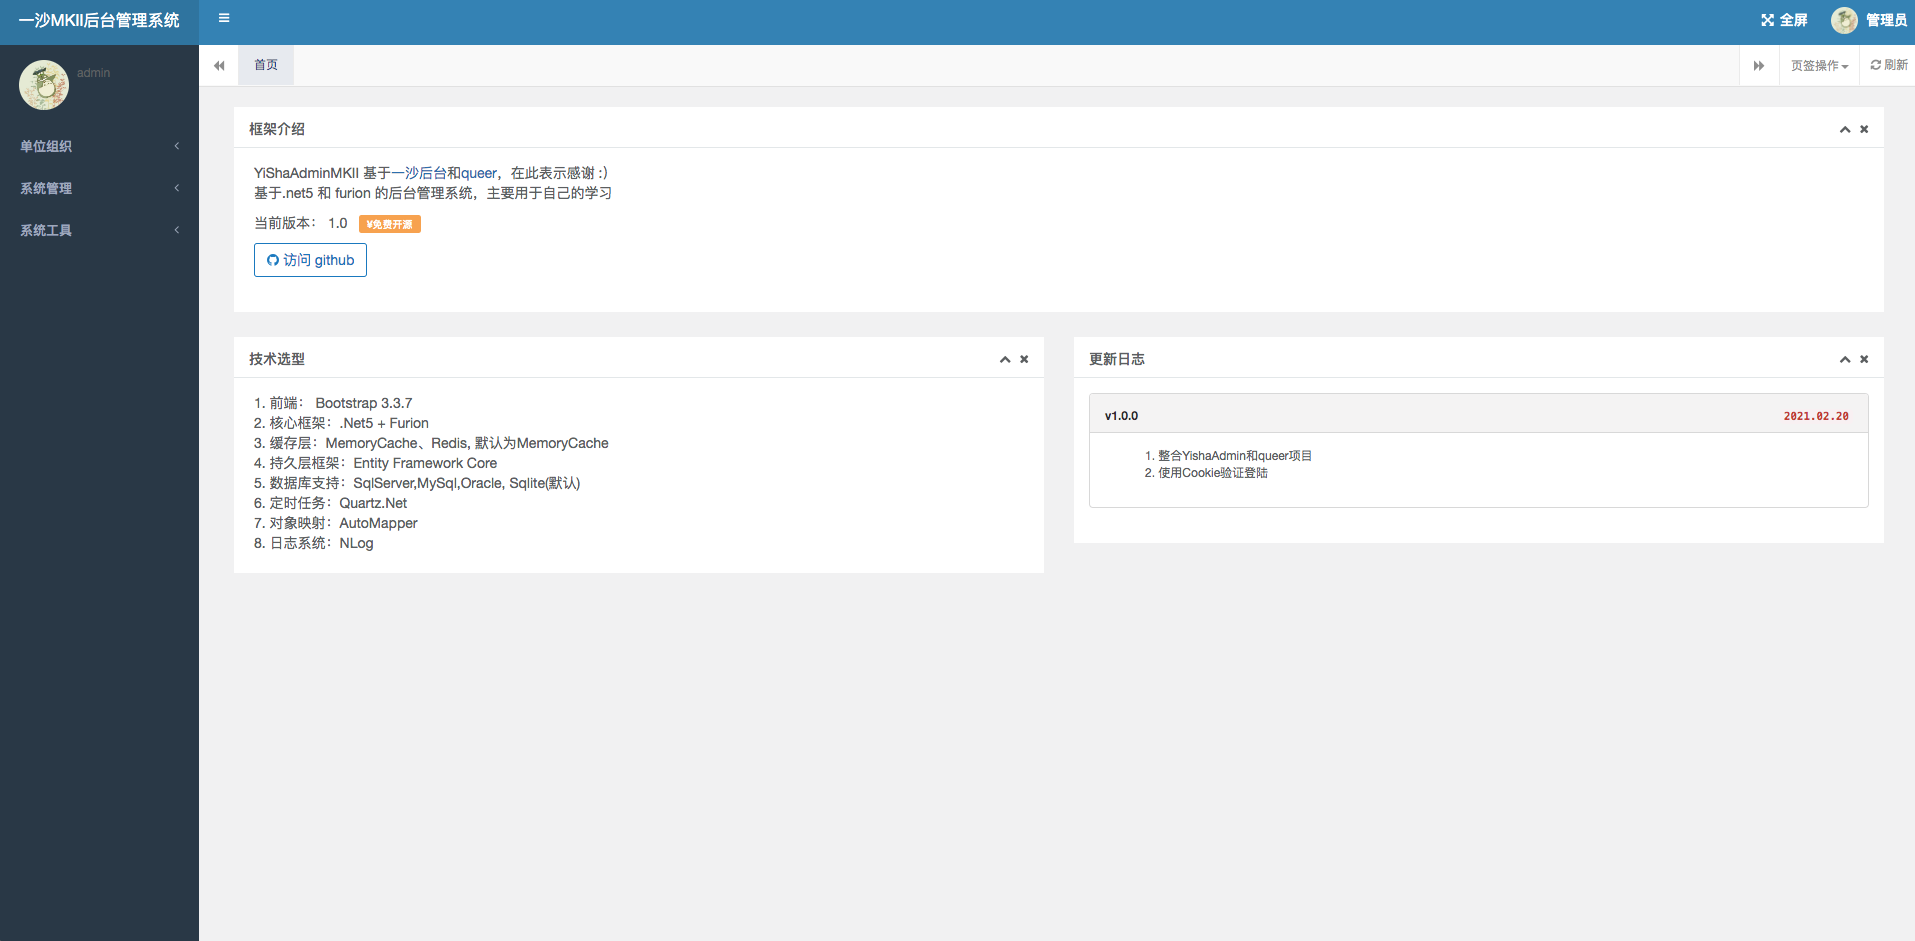 一沙MKII后台管理系统
全屏
管理员
admin
首页
页签操作
刷新
单位组织
系统管理
系统工具
框架介绍
YiShaAdminMKII 基于一沙后台和queer，在此表示感谢 :)
基于.net5 和 furion 的后台管理系统，主要用于自己的学习
当前版本： 1.0 ¥免费开源
访问 github
技术选型
1. 前端： Bootstrap 3.3.7
2. 核心框架：.Net5 + Furion
3. 缓存层：MemoryCache、Redis, 默认为MemoryCache
4. 持久层框架：Entity Framework Core
5. 数据库支持：SqlServer,MySql,Oracle, Sqlite(默认)
6. 定时任务：Quartz.Net
7. 对象映射：AutoMapper
8. 日志系统：NLog
更新日志
v1.0.0 2021.02.20
1. 整合YishaAdmin和queer项目
2. 使用Cookie验证登陆